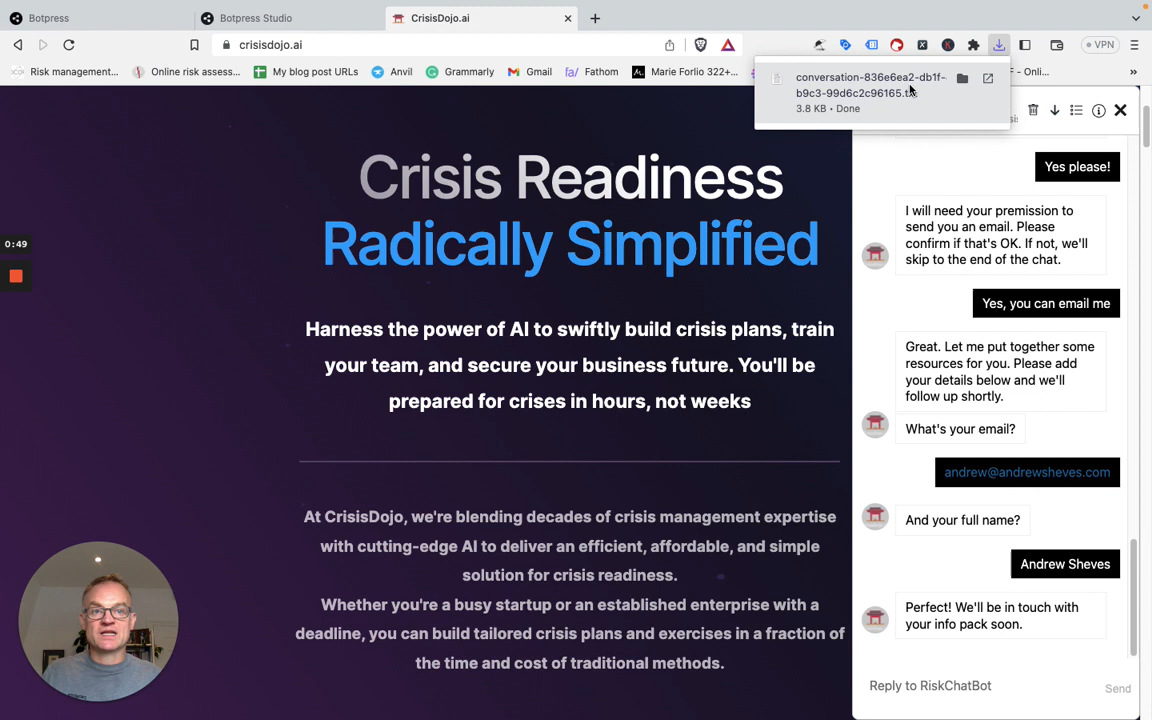 Botpress
Botpress Studio
CrisisDojo.ai
crisisdojo.ai
VPN
Risk management...
Online risk assess...
My blog post URLs
Anvil
Grammarly
Gmail
Fathom
Marie Forlio 322+...
F - Onli...
»
conversation-836e6ea2-db1f-
b9c3-99d6c2c96165.t
3.8 KB • Done
Crisis Readiness
Radically Simplified
Harness the power of AI to swiftly build crisis plans, train
your team, and secure your business future. You'll be
prepared for crises in hours, not weeks
At CrisisDojo, we're blending decades of crisis management expertise
with cutting-edge AI to deliver an efficient, affordable, and simple
solution for crisis readiness.
Whether you're a busy startup or an established enterprise with a
deadline, you can build tailored crisis plans and exercises in a fraction of
the time and cost of traditional methods.
0:49
Yes please!
I will need your premission to
send you an email. Please
confirm if that's OK. If not, we'll
skip to the end of the chat.
Yes, you can email me
Great. Let me put together some
resources for you. Please add
your details below and we'll
follow up shortly.
What's your email?
andrew@andrewsheves.com
And your full name?
Andrew Sheves
Perfect! We'll be in touch with
your info pack soon.
Reply to RiskChatBot
Send